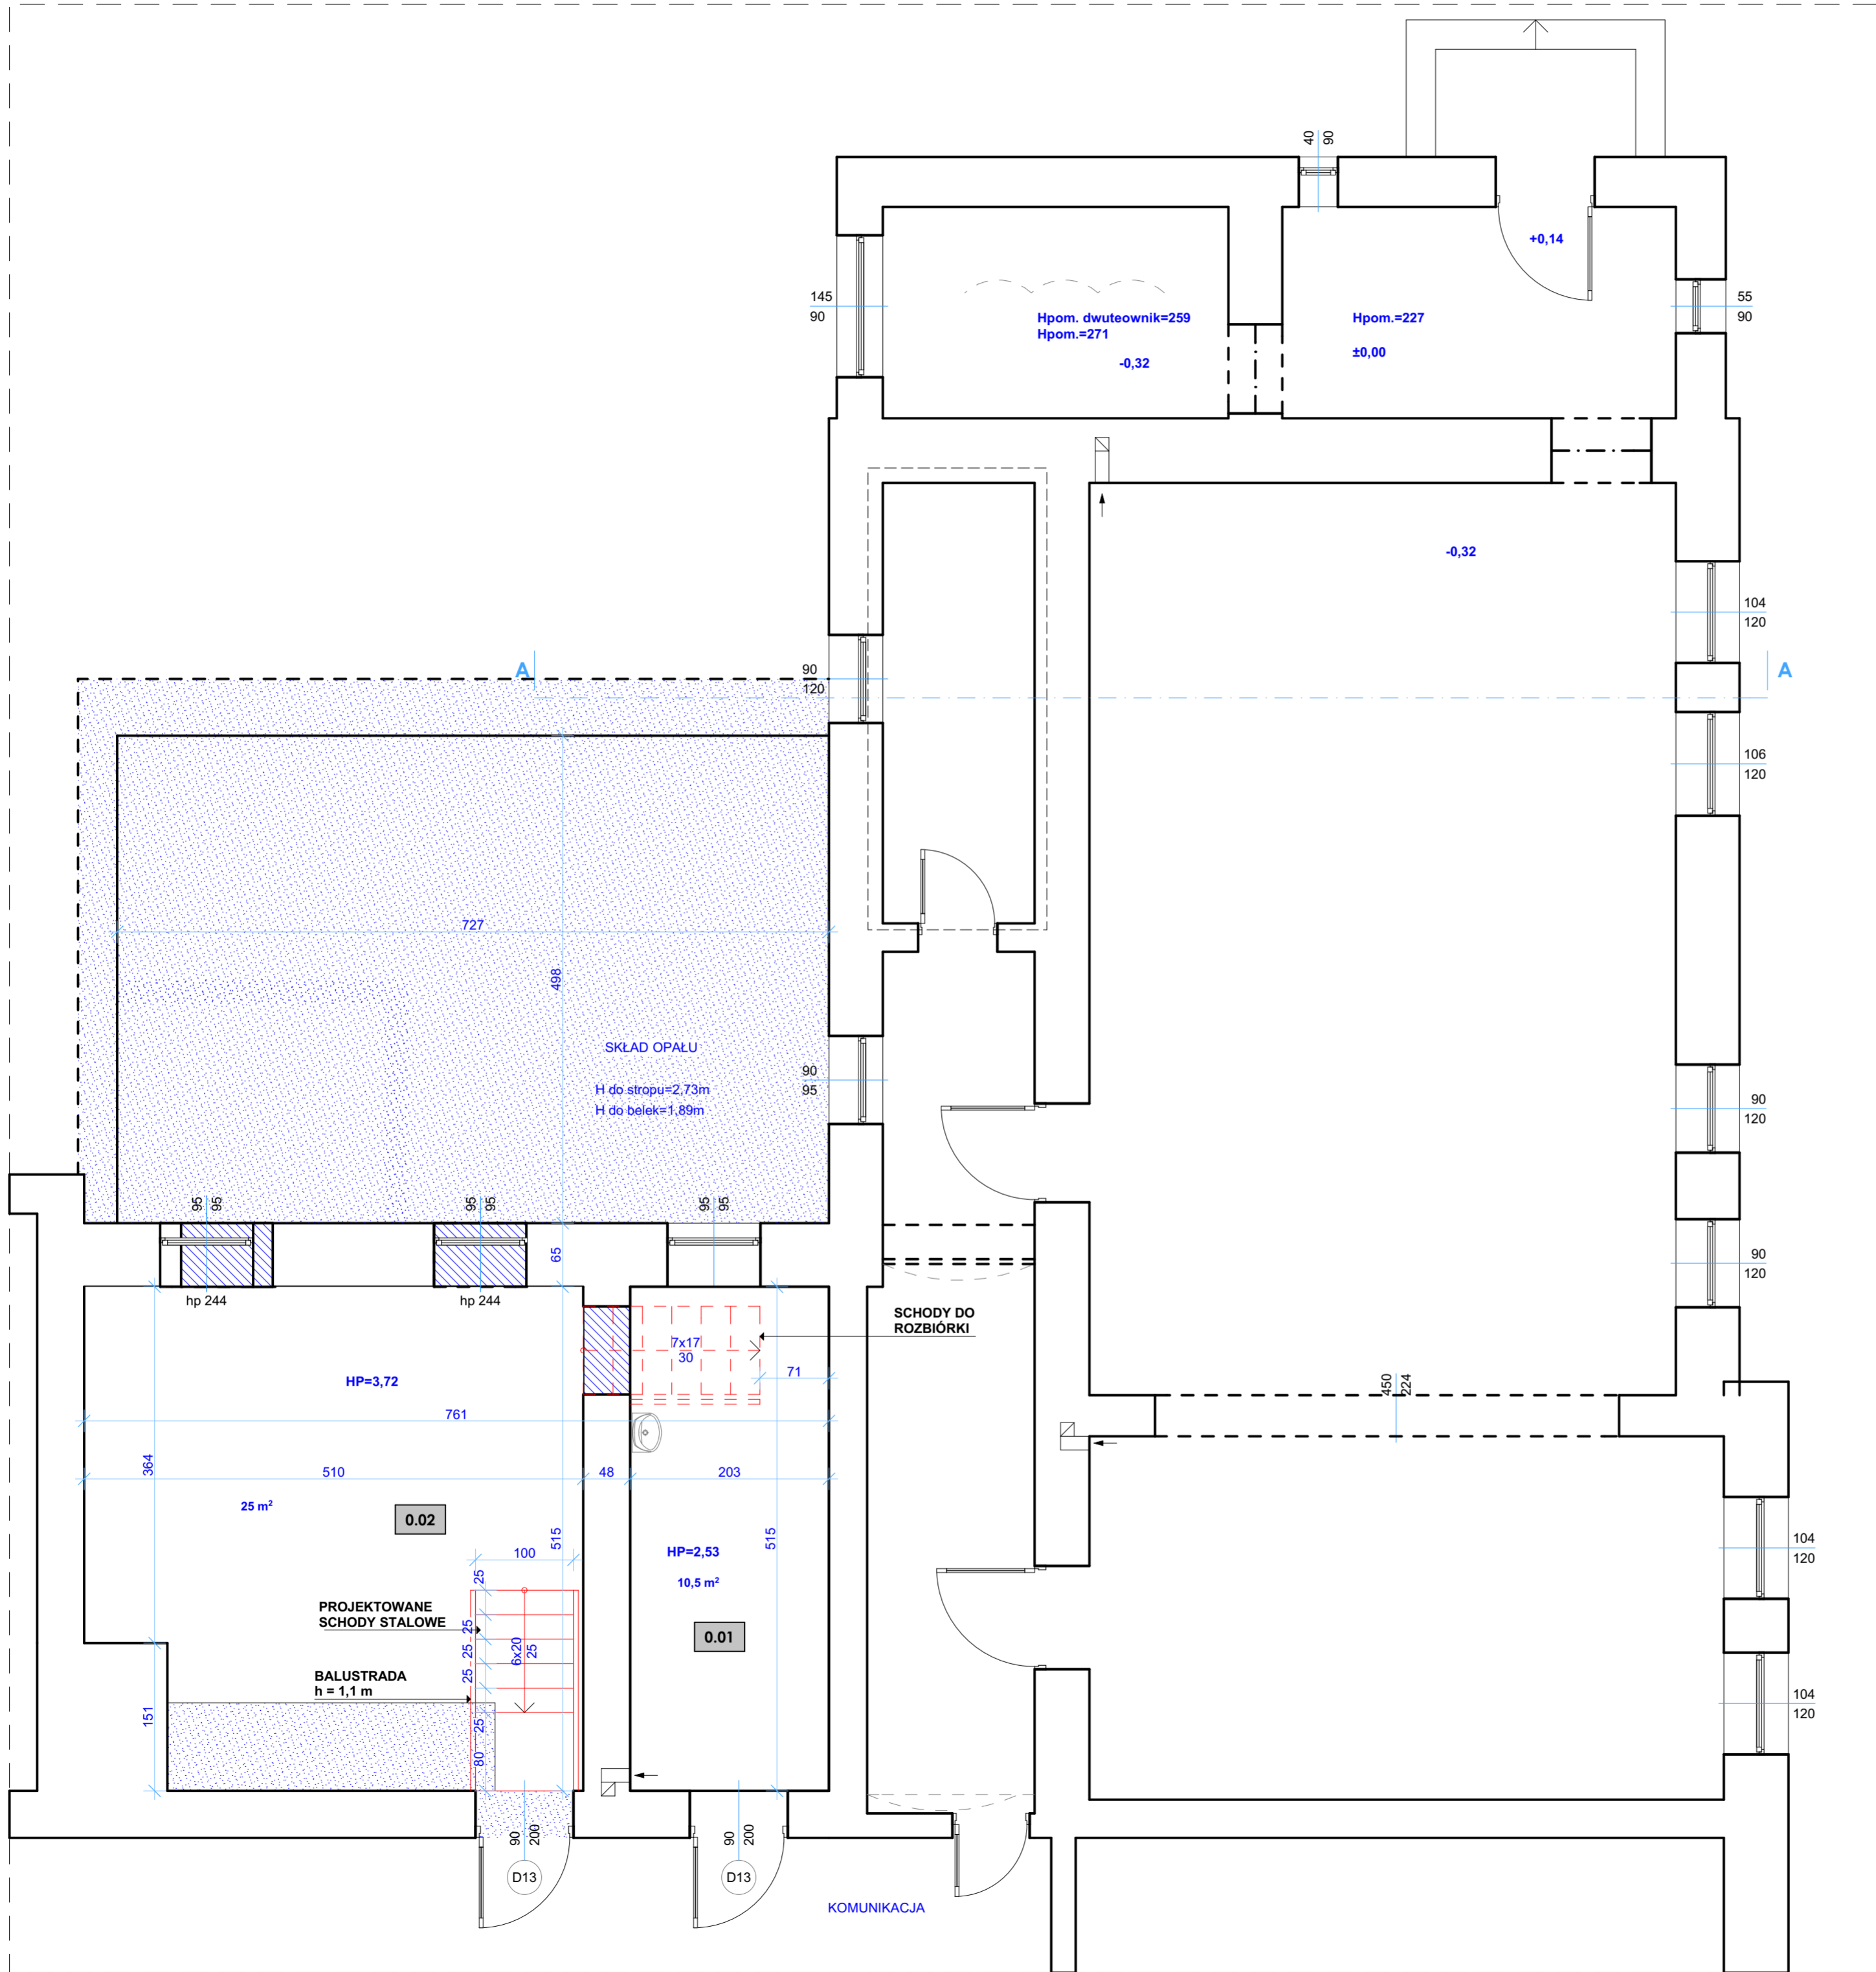 40
90
+0,14
145
90
Hpom. dwuteownik=259
Hpom.=271
-0,32
Hpom.=227
±0,00
55
90
-0,32
104
120
A
90
120
A
106
120
727
498
SKŁAD OPAŁU
H do stropu=2,73m
H do belek=1,89m
90
95
90
120
95
95
95
95
95
95
65
90
120
hp 244
hp 244
SCHODY DO
ROZBIÓRKI
7x17
30
71
HP=3,72
450
224
761
364
510
48
203
25 m²
0.02
515
515
100
HP=2,53
10,5 m²
104
120
25
PROJEKTOWANE
SCHODY STALOWE
25
25
25
6x20
25
0.01
BALUSTRADA
h = 1,1 m
151
25
80
104
120
90
200
90
200
D13
D13
KOMUNIKACJA